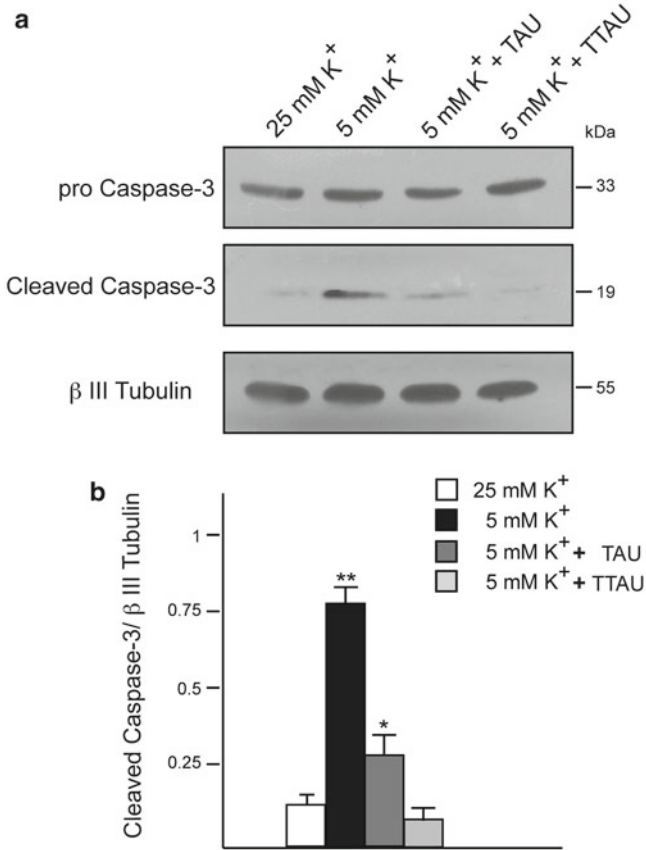 a
25 mM K+
5 mM K+
5 mM K+ + TAU
5 mM K+ + TTAU
kDa
pro Caspase-3
33
Cleaved Caspase-3
19
β III Tubulin
55
b
Cleaved Caspase-3/ β III Tubulin
1
0.75
0.5
0.25
**
*
25 mM K+
5 mM K+
5 mM K+ + TAU
5 mM K+ + TTAU